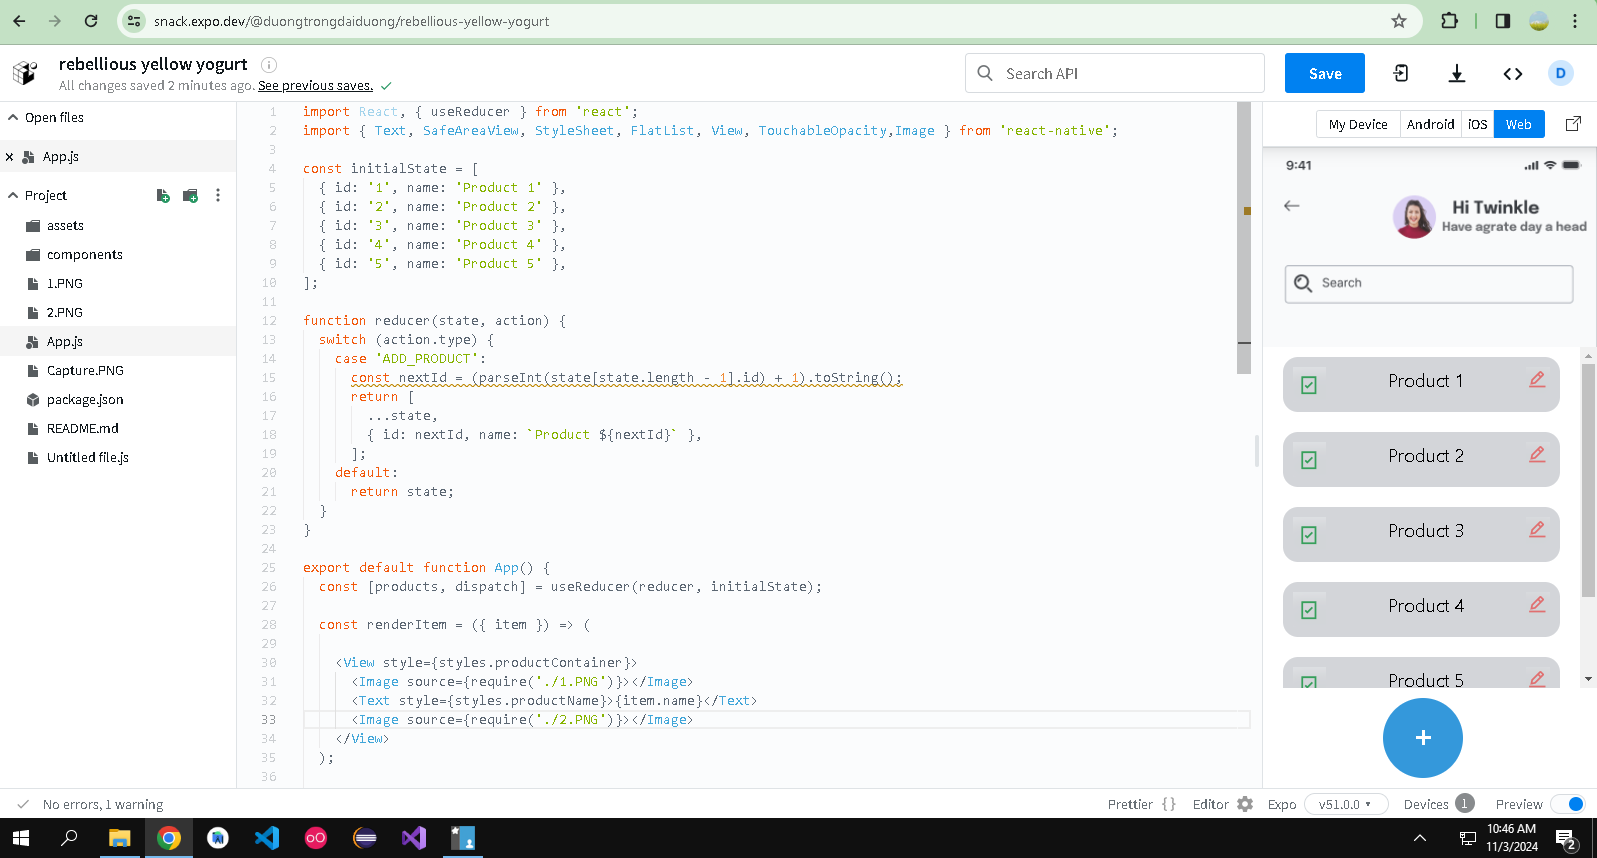 snack.expo.dev/@duongtrongdaiduong/rebellious-yellow-yogurt
rebellious yellow yogurt
All changes saved 2 minutes ago. See previous saves.
Search API
Save
D
Open files
App.js
Project
assets
components
1.PNG
2.PNG
App.js
Capture.PNG
package.json
README.md
Untitled file.js
1 import React, { useReducer } from 'react';
2 import { Text, SafeAreaView, StyleSheet, FlatList, View, TouchableOpacity,Image } from 'react-native';
3
4 const initialState = [
5 { id: '1', name: 'Product 1' },
6 { id: '2', name: 'Product 2' },
7 { id: '3', name: 'Product 3' },
8 { id: '4', name: 'Product 4' },
9 { id: '5', name: 'Product 5' },
10 ];
11
12 function reducer(state, action) {
13 switch (action.type) {
14 case 'ADD_PRODUCT':
15 const nextId = (parseInt(state[state.length - 1].id) + 1).toString();
16 return [
17 ...state,
18 { id: nextId, name: `Product ${nextId}` },
19 ];
20 default:
21 return state;
22 }
23 }
24
25 export default function App() {
26 const [products, dispatch] = useReducer(reducer, initialState);
27
28 const renderItem = ({ item }) => (
29
30 <View style={styles.productContainer}>
31 <Image source={require('./1.PNG')}></Image>
32 <Text style={styles.productName}>{item.name}</Text>
33 <Image source={require('./2.PNG')}></Image>
34 </View>
35 );
36
My Device Android iOS Web
9:41
Hi Twinkle
Have agrate day a head
Search
Product 1
Product 2
Product 3
Product 4
Product 5
+
No errors, 1 warning
Prettier {} Editor Expo v51.0.0 Devices 1 Preview
10:46 AM
11/3/2024
2